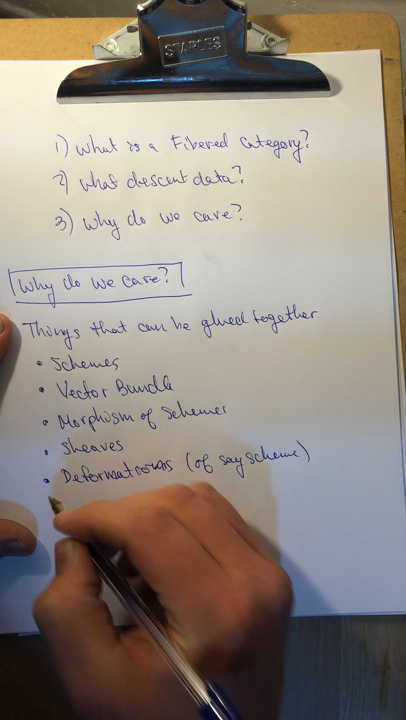 STAPLES
1) What is a Fibered Category?
2) what descent data?
3) Why do we care?
Why do we care?
Things that can be glued together
• Schemes
• Vector Bundle
• Morphism of Schemes
• Sheaves
• Deformations (of say scheme)